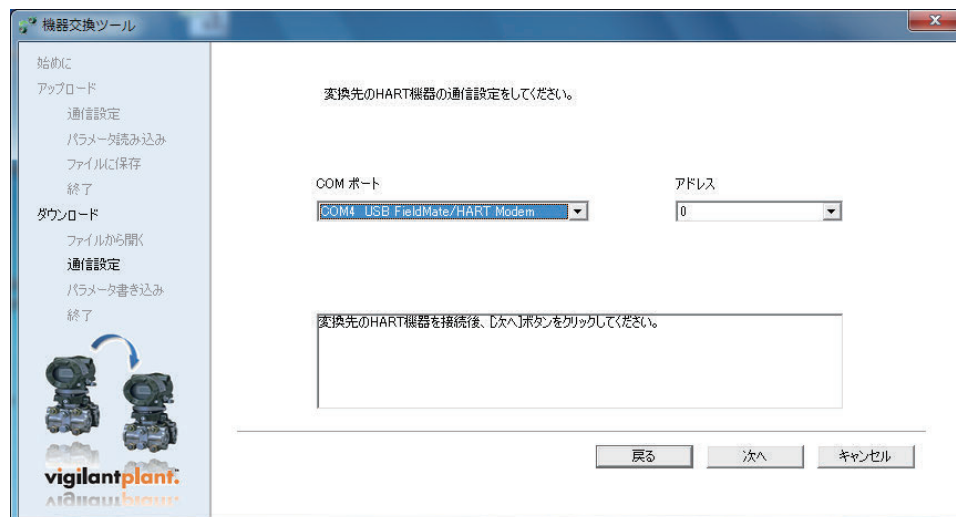 機器交換ツール
始めに
アップロード
通信設定
パラメータ読み込み
ファイルに保存
終了
ダウンロード
ファイルから開く
通信設定
パラメータ書き込み
終了
vigilantplant.™
変換先のHART機器の通信設定をしてください。
COM ポート
アドレス
COM4 USB FieldMate/HART Modem
0
変換先のHART機器を接続後、[次へ]ボタンをクリックしてください。
戻る
次へ
キャンセル